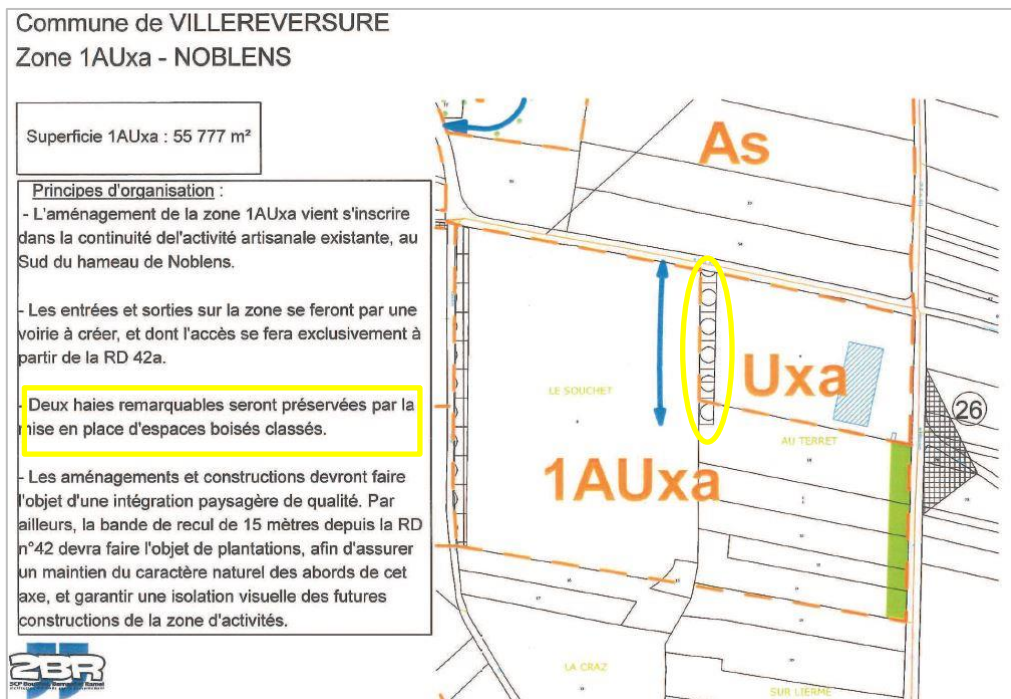 Commune de VILLEREVERSURE
Zone 1AUxa - NOBLENS
Superficie 1AUxa : 55 777 m²
Principes d'organisation :
- L'aménagement de la zone 1AUxa vient s'inscrire
dans la continuité del'activité artisanale existante, au
Sud du hameau de Noblens.
- Les entrées et sorties sur la zone se feront par une
voirie à créer, et dont l'accès se fera exclusivement à
partir de la RD 42a.
- Deux haies remarquables seront préservées par la
mise en place d'espaces boisés classés.
- Les aménagements et constructions devront faire
l'objet d'une intégration paysagère de qualité. Par
ailleurs, la bande de recul de 15 mètres depuis la RD
n°42 devra faire l'objet de plantations, afin d'assurer
un maintien du caractère naturel des abords de cet
axe, et garantir une isolation visuelle des futures
constructions de la zone d'activités.
As
LE SOUCHET
Uxa
26
AU TERRET
1AUxa
LA CRAZ
SUR LIERME
2BR